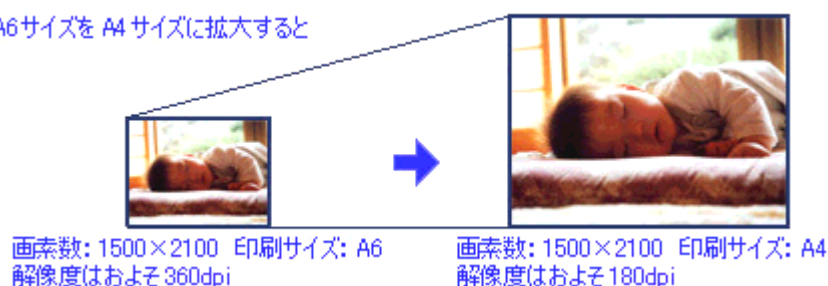 A6サイズを A4 サイズに拡大すると
画素数: 1500×2100 印刷サイズ: A6
解像度はおよそ360dpi
画素数: 1500×2100 印刷サイズ: A4
解像度はおよそ180dpi